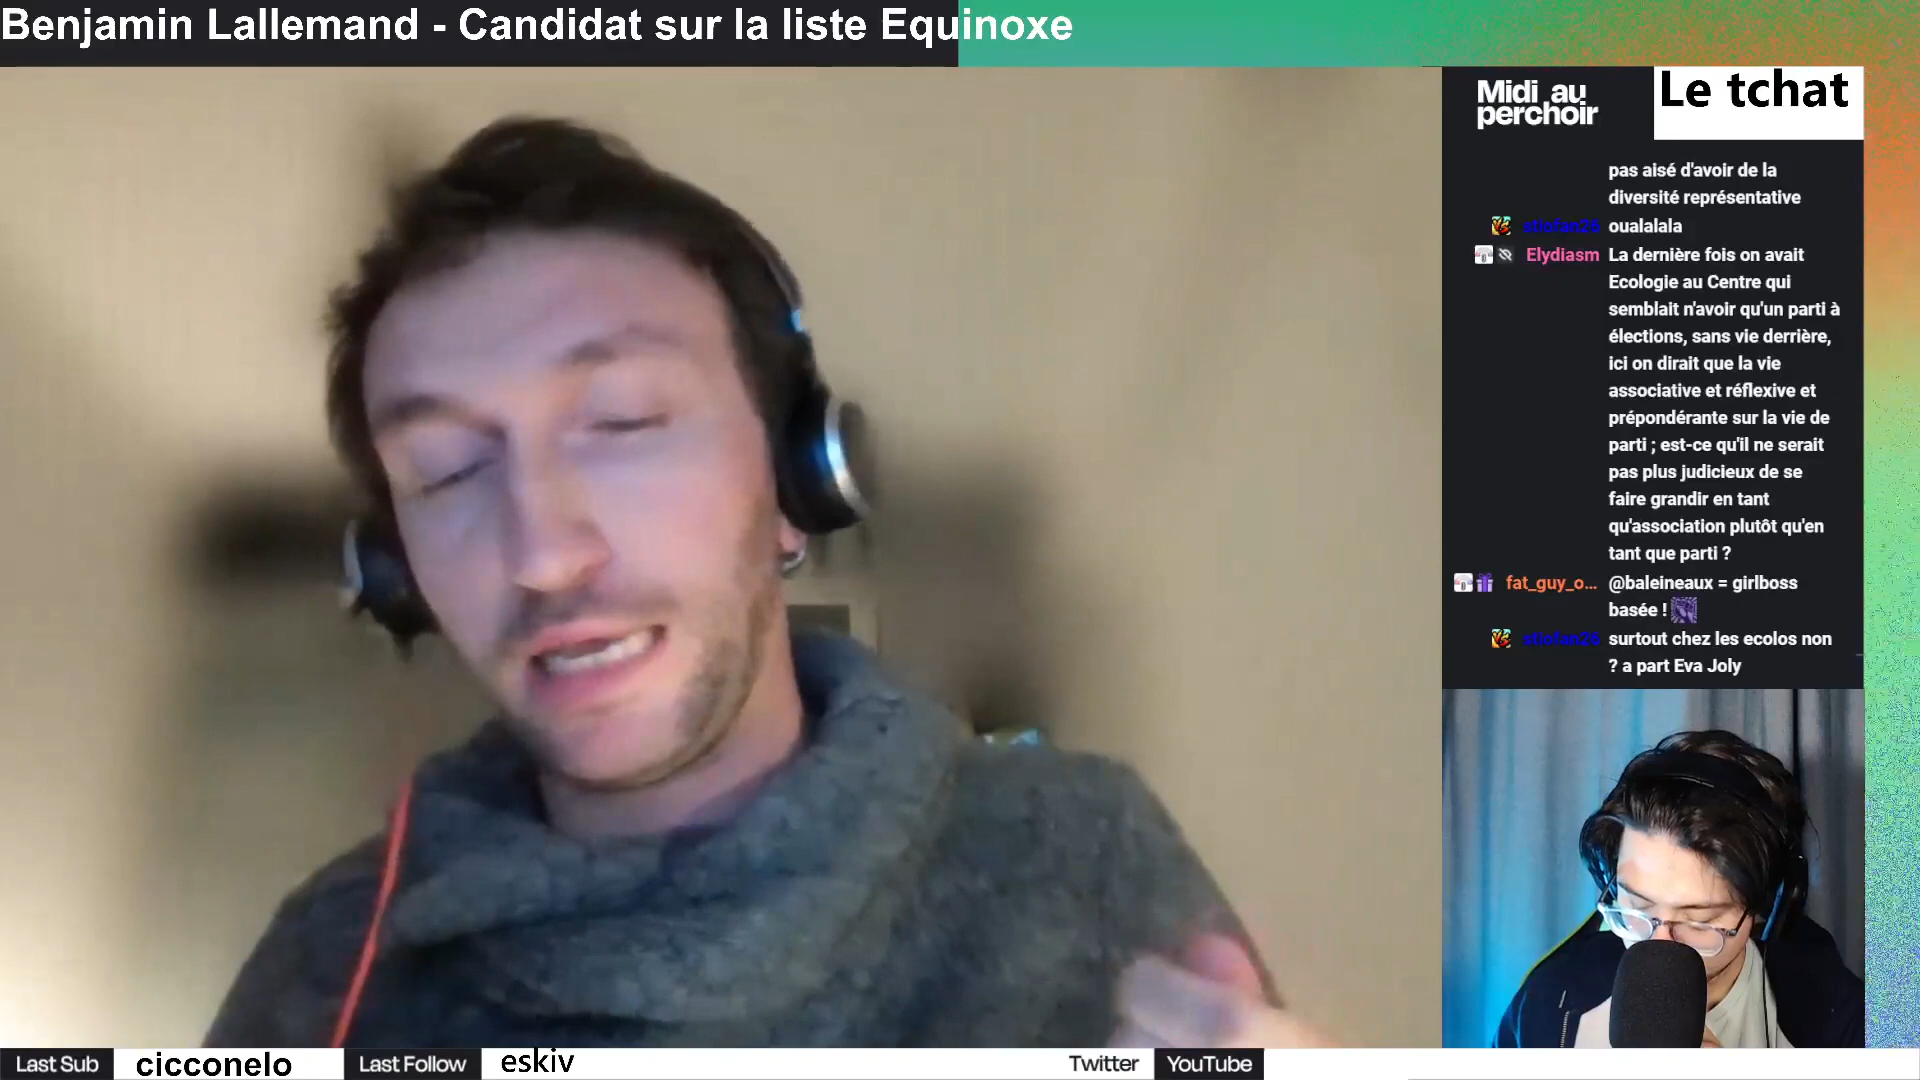 Benjamin Lallemand - Candidat sur la liste Equinoxe
Midi au
perchoir
Le tchat
pas aisé d'avoir de la
diversité représentative
stiofan26 oualalala
Elydiasm La dernière fois on avait
Ecologie au Centre qui
semblait n'avoir qu'un parti à
élections, sans vie derrière,
ici on dirait que la vie
associative et réflexive et
prépondérante sur la vie de
parti ; est-ce qu'il ne serait
pas plus judicieux de se
faire grandir en tant
qu'association plutôt qu'en
tant que parti ?
fat_guy_o... @baleineaux = girlboss
basée !
stiofan26 surtout chez les ecolos non
? a part Eva Joly
Last Sub cicconelo Last Follow eskiv Twitter YouTube